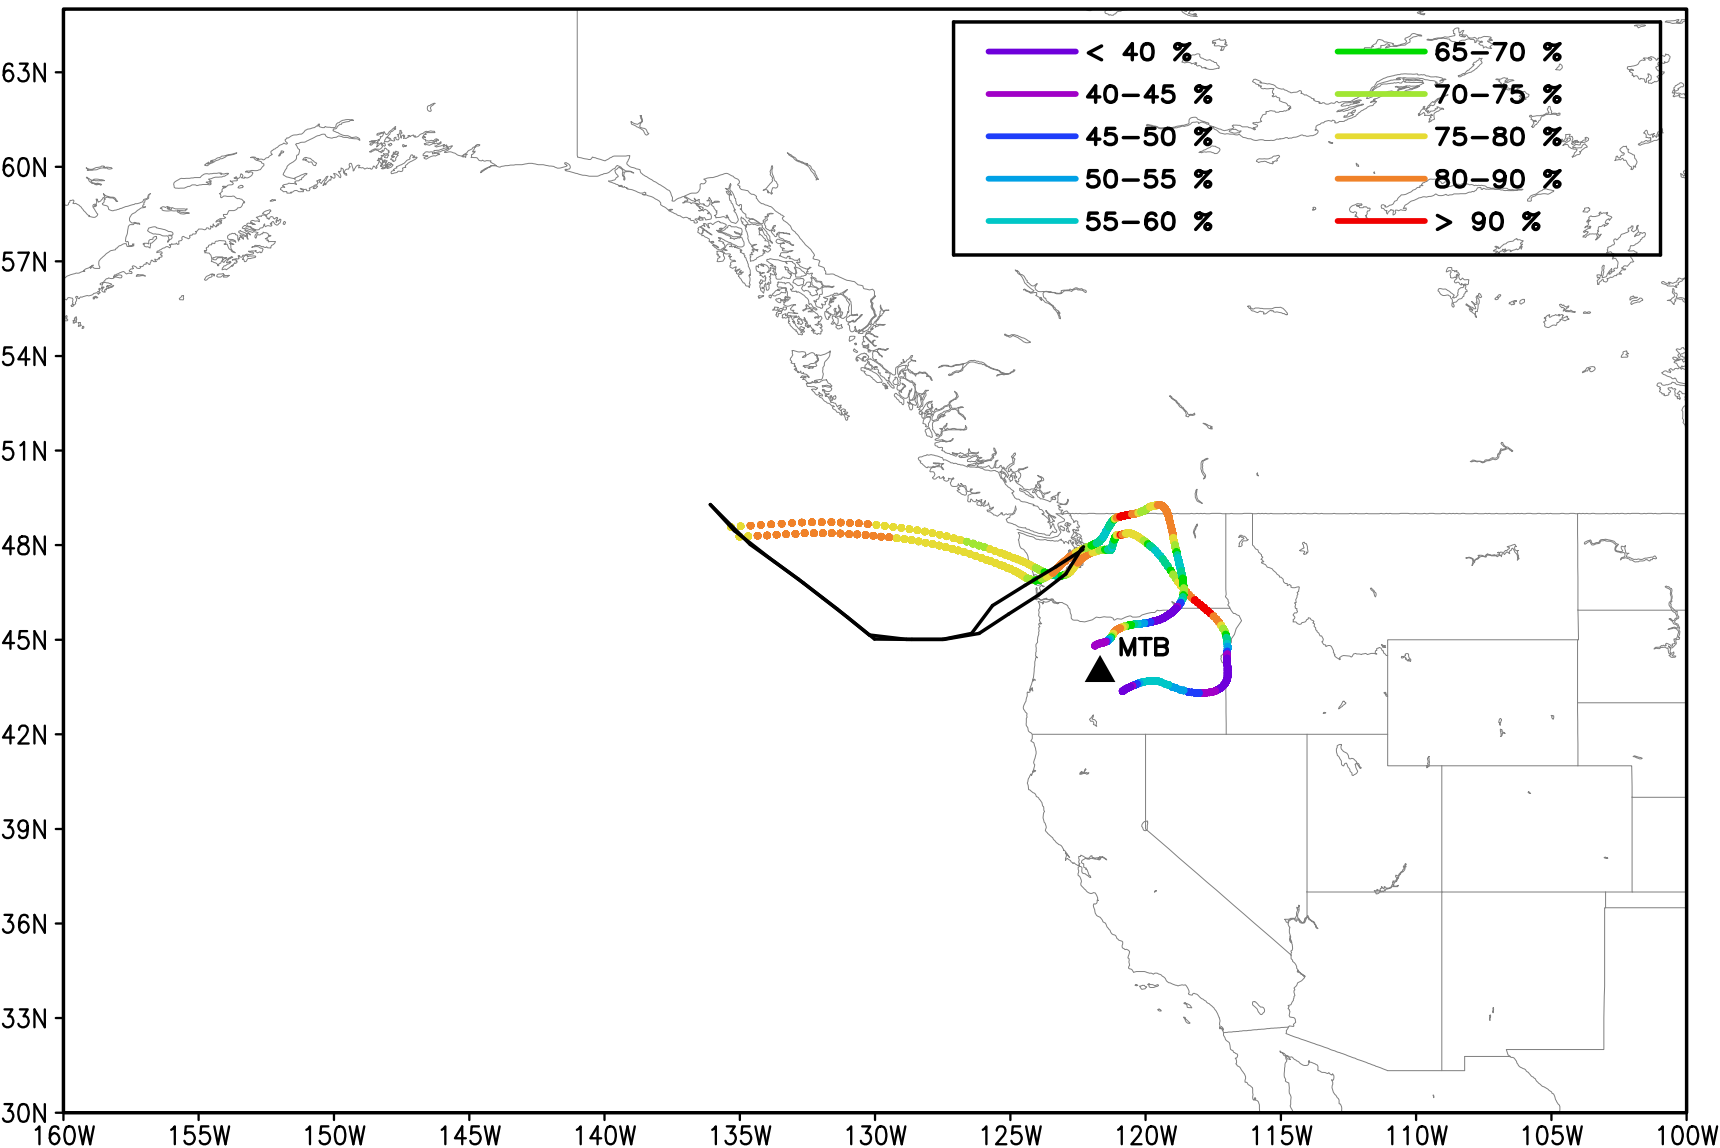 < 40 %
40-45 %
45-50 %
50-55 %
55-60 %
65-70 %
70-75 %
75-80 %
80-90 %
> 90 %
63N
60N
57N
54N
51N
48N
45N
42N
39N
36N
33N
30N
MTB
160W 155W 150W 145W 140W 135W 130W 125W 120W 115W 110W 105W 100W